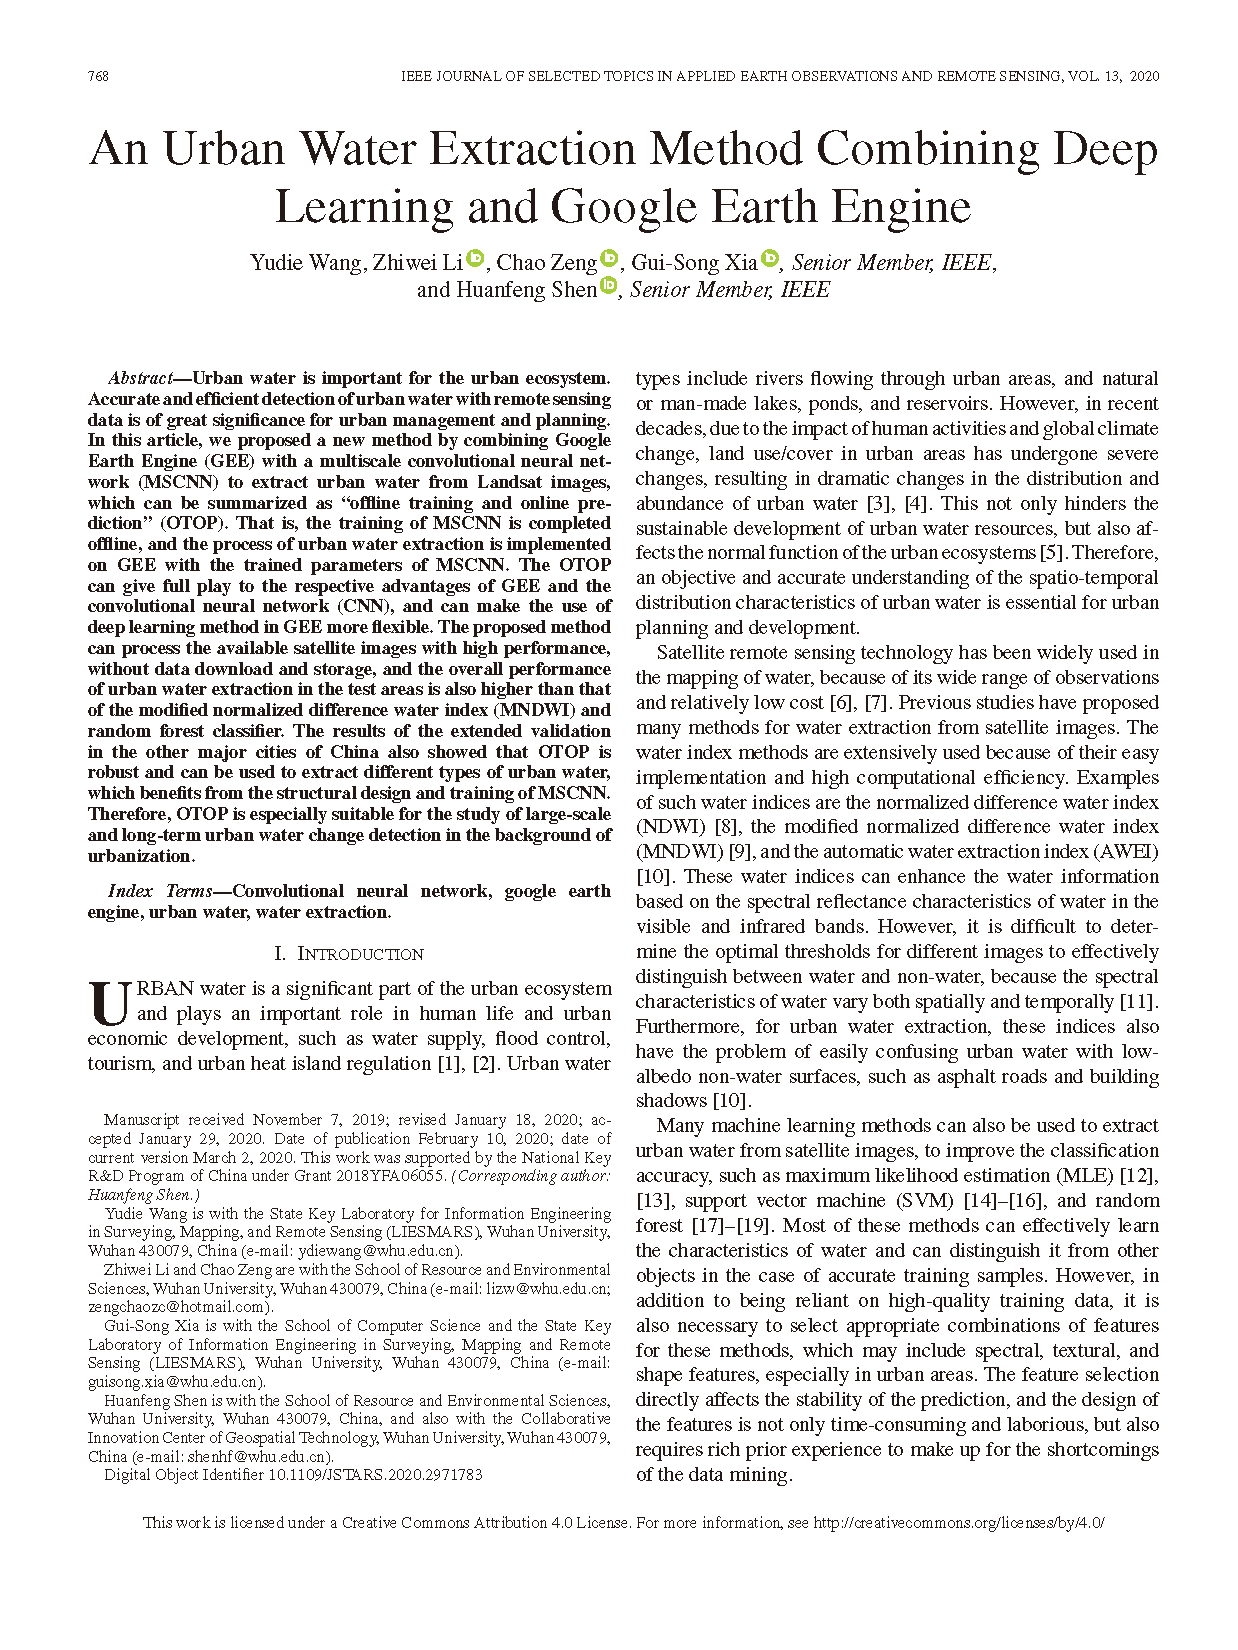 768
IEEE JOURNAL OF SELECTED TOPICS IN APPLIED EARTH OBSERVATIONS AND REMOTE SENSING, VOL. 13, 2020
An Urban Water Extraction Method Combining Deep
Learning and Google Earth Engine
Yudie Wang, Zhiwei Li, Chao Zeng, Gui-Song Xia, Senior Member, IEEE,
and Huanfeng Shen, Senior Member, IEEE
Abstract—Urban water is important for the urban ecosystem.
Accurate and efficient detection of urban water with remote sensing
data is of great significance for urban management and planning.
In this article, we proposed a new method by combining Google
Earth Engine (GEE) with a multiscale convolutional neural net-
work (MSCNN) to extract urban water from Landsat images,
which can be summarized as “offline training and online pre-
diction” (OTOP). That is, the training of MSCNN is completed
offline, and the process of urban water extraction is implemented
on GEE with the trained parameters of MSCNN. The OTOP
can give full play to the respective advantages of GEE and the
convolutional neural network (CNN), and can make the use of
deep learning method in GEE more flexible. The proposed method
can process the available satellite images with high performance,
without data download and storage, and the overall performance
of urban water extraction in the test areas is also higher than that
of the modified normalized difference water index (MNDWI) and
random forest classifier. The results of the extended validation
in the other major cities of China also showed that OTOP is
robust and can be used to extract different types of urban water,
which benefits from the structural design and training of MSCNN.
Therefore, OTOP is especially suitable for the study of large-scale
and long-term urban water change detection in the background of
urbanization.
Index Terms—Convolutional neural network, google earth
engine, urban water, water extraction.
I. INTRODUCTION
URBAN water is a significant part of the urban ecosystem
and plays an important role in human life and urban
economic development, such as water supply, flood control,
tourism, and urban heat island regulation [1], [2]. Urban water
Manuscript received November 7, 2019; revised January 18, 2020; ac-
cepted January 29, 2020. Date of publication February 10, 2020; date of
current version March 2, 2020. This work was supported by the National Key
R&D Program of China under Grant 2018YFA06055. (Corresponding author:
Huanfeng Shen.)
Yudie Wang is with the State Key Laboratory for Information Engineering
in Surveying, Mapping, and Remote Sensing (LIESMARS), Wuhan University,
Wuhan 430079, China (e-mail: ydiewang@whu.edu.cn).
Zhiwei Li and Chao Zeng are with the School of Resource and Environmental
Sciences, Wuhan University, Wuhan 430079, China (e-mail: lizw@whu.edu.cn;
zengchaozc@hotmail.com).
Gui-Song Xia is with the School of Computer Science and the State Key
Laboratory of Information Engineering in Surveying, Mapping and Remote
Sensing (LIESMARS), Wuhan University, Wuhan 430079, China (e-mail:
guisong.xia@whu.edu.cn).
Huanfeng Shen is with the School of Resource and Environmental Sciences,
Wuhan University, Wuhan 430079, China, and also with the Collaborative
Innovation Center of Geospatial Technology, Wuhan University, Wuhan 430079,
China (e-mail: shenhf@whu.edu.cn).
Digital Object Identifier 10.1109/JSTARS.2020.2971783
types include rivers flowing through urban areas, and natural
or man-made lakes, ponds, and reservoirs. However, in recent
decades, due to the impact of human activities and global climate
change, land use/cover in urban areas has undergone severe
changes, resulting in dramatic changes in the distribution and
abundance of urban water [3], [4]. This not only hinders the
sustainable development of urban water resources, but also af-
fects the normal function of the urban ecosystems [5]. Therefore,
an objective and accurate understanding of the spatio-temporal
distribution characteristics of urban water is essential for urban
planning and development.
Satellite remote sensing technology has been widely used in
the mapping of water, because of its wide range of observations
and relatively low cost [6], [7]. Previous studies have proposed
many methods for water extraction from satellite images. The
water index methods are extensively used because of their easy
implementation and high computational efficiency. Examples
of such water indices are the normalized difference water index
(NDWI) [8], the modified normalized difference water index
(MNDWI) [9], and the automatic water extraction index (AWEI)
[10]. These water indices can enhance the water information
based on the spectral reflectance characteristics of water in the
visible and infrared bands. However, it is difficult to deter-
mine the optimal thresholds for different images to effectively
distinguish between water and non-water, because the spectral
characteristics of water vary both spatially and temporally [11].
Furthermore, for urban water extraction, these indices also
have the problem of easily confusing urban water with low-
albedo non-water surfaces, such as asphalt roads and building
shadows [10].
Many machine learning methods can also be used to extract
urban water from satellite images, to improve the classification
accuracy, such as maximum likelihood estimation (MLE) [12],
[13], support vector machine (SVM) [14]–[16], and random
forest [17]–[19]. Most of these methods can effectively learn
the characteristics of water and can distinguish it from other
objects in the case of accurate training samples. However, in
addition to being reliant on high-quality training data, it is
also necessary to select appropriate combinations of features
for these methods, which may include spectral, textural, and
shape features, especially in urban areas. The feature selection
directly affects the stability of the prediction, and the design of
the features is not only time-consuming and laborious, but also
requires rich prior experience to make up for the shortcomings
of the data mining.
This work is licensed under a Creative Commons Attribution 4.0 License. For more information, see http://creativecommons.org/licenses/by/4.0/